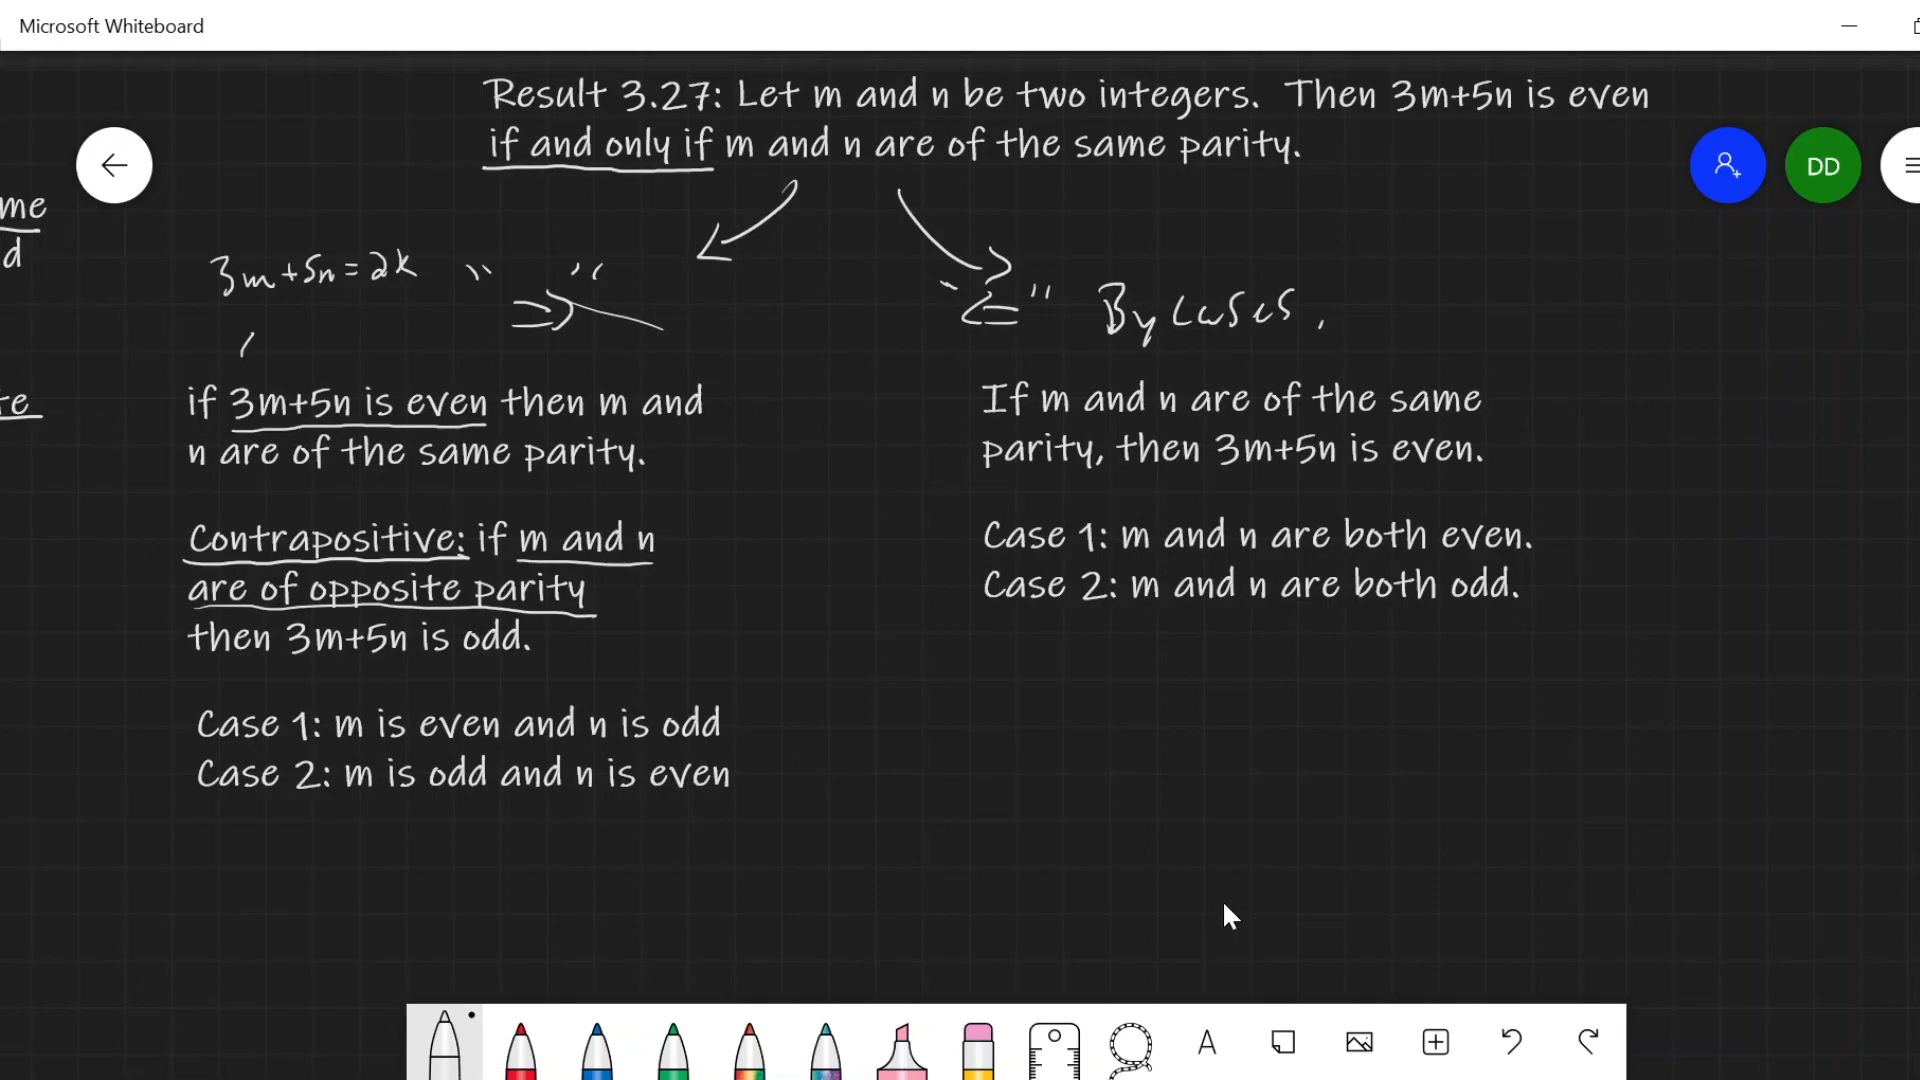 Microsoft Whiteboard
Result 3.27: Let m and n be two integers. Then 3m+5n is even
if and only if m and n are of the same parity.
DD
me
d
te
3m+5n=2k " "
⇒
if 3m+5n is even then m and
n are of the same parity.
Contrapositive: if m and n
are of opposite parity
then 3m+5n is odd.
Case 1: m is even and n is odd
Case 2: m is odd and n is even
"⇐" By cases.
If m and n are of the same
parity, then 3m+5n is even.
Case 1: m and n are both even.
Case 2: m and n are both odd.
A